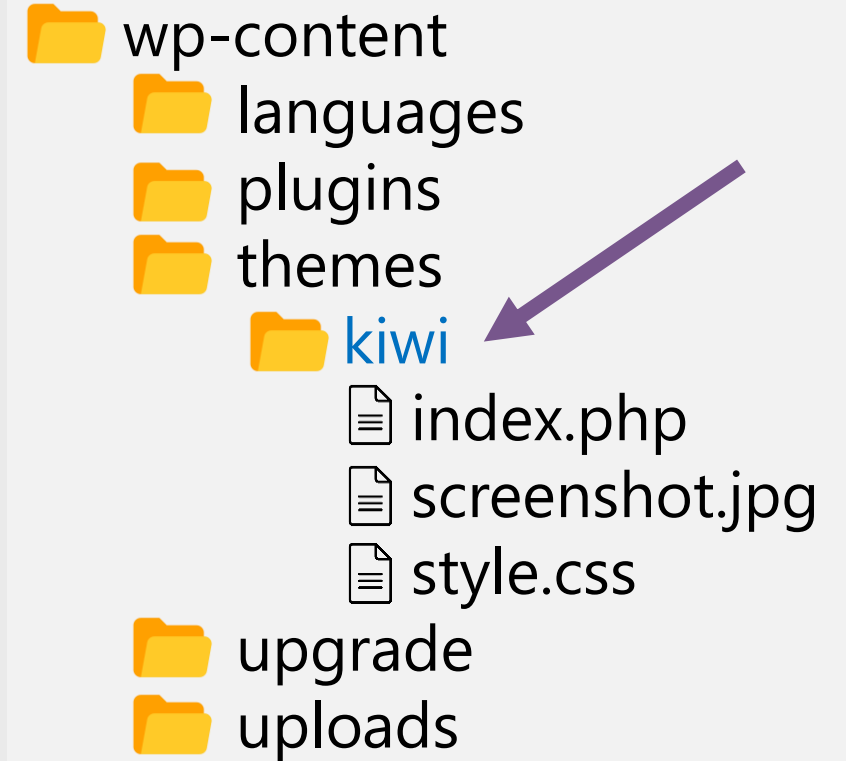 wp-content
languages
plugins
themes
kiwi
index.php
screenshot.jpg
style.css
upgrade
uploads